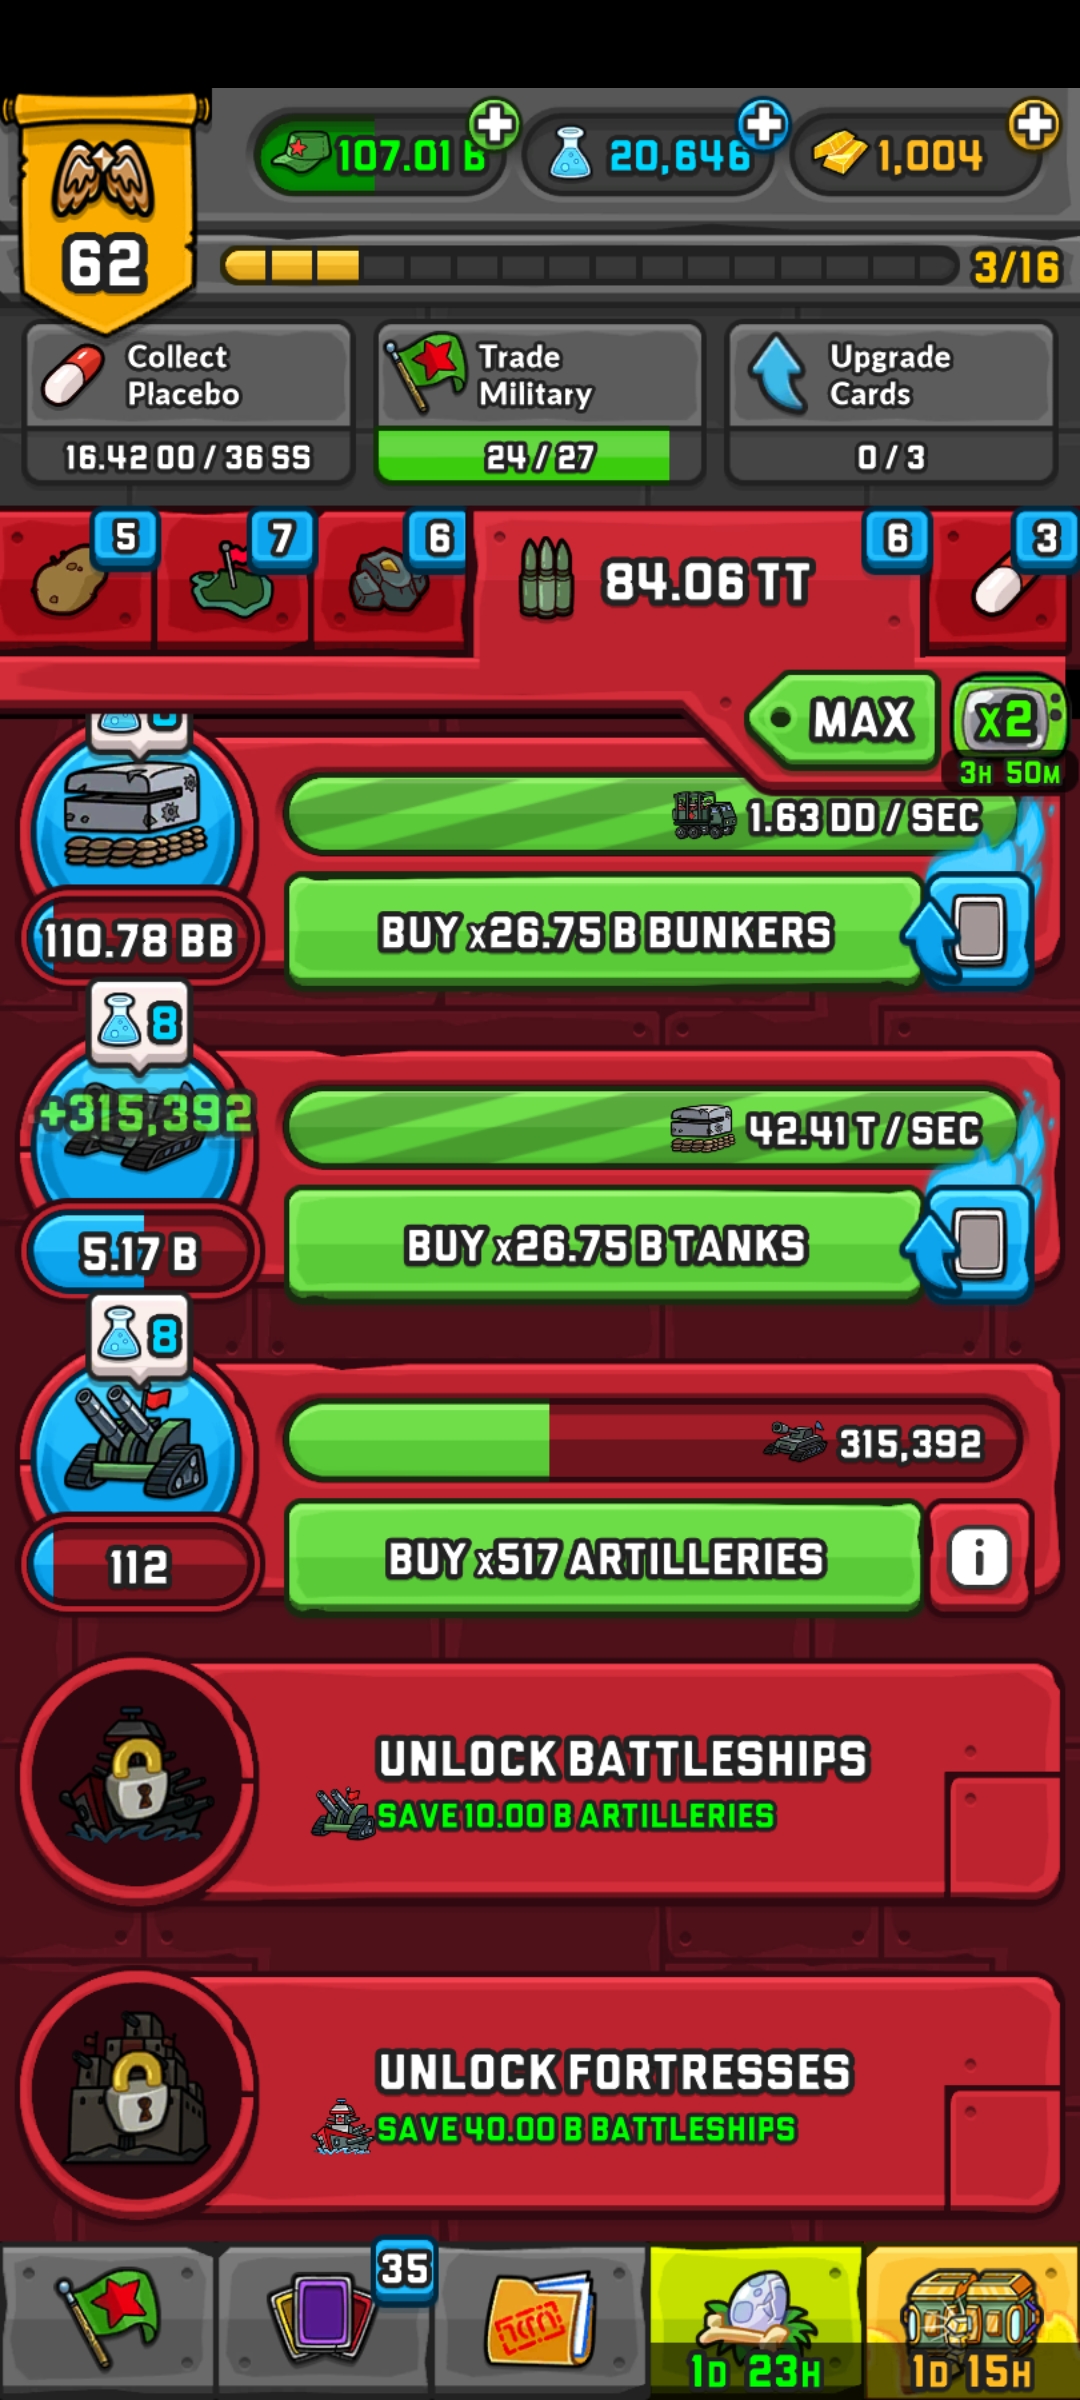 107.01 B
20,646
1,004
62
3/16
Collect
Placebo
Trade
Military
Upgrade
Cards
16.42 OO / 36 SS
24 / 27
0 / 3
5
7
6
84.06 TT
6
3
MAX
x2
3H 50M
1.63 DD / SEC
110.78 BB
BUY x26.75 B BUNKERS
8
+315,392
42.41 T / SEC
5.17 B
BUY x26.75 B TANKS
8
315,392
112
BUY x517 ARTILLERIES
i
UNLOCK BATTLESHIPS
SAVE 10.00 B ARTILLERIES
UNLOCK FORTRESSES
SAVE 40.00 B BATTLESHIPS
35
1D 23H
1D 15H